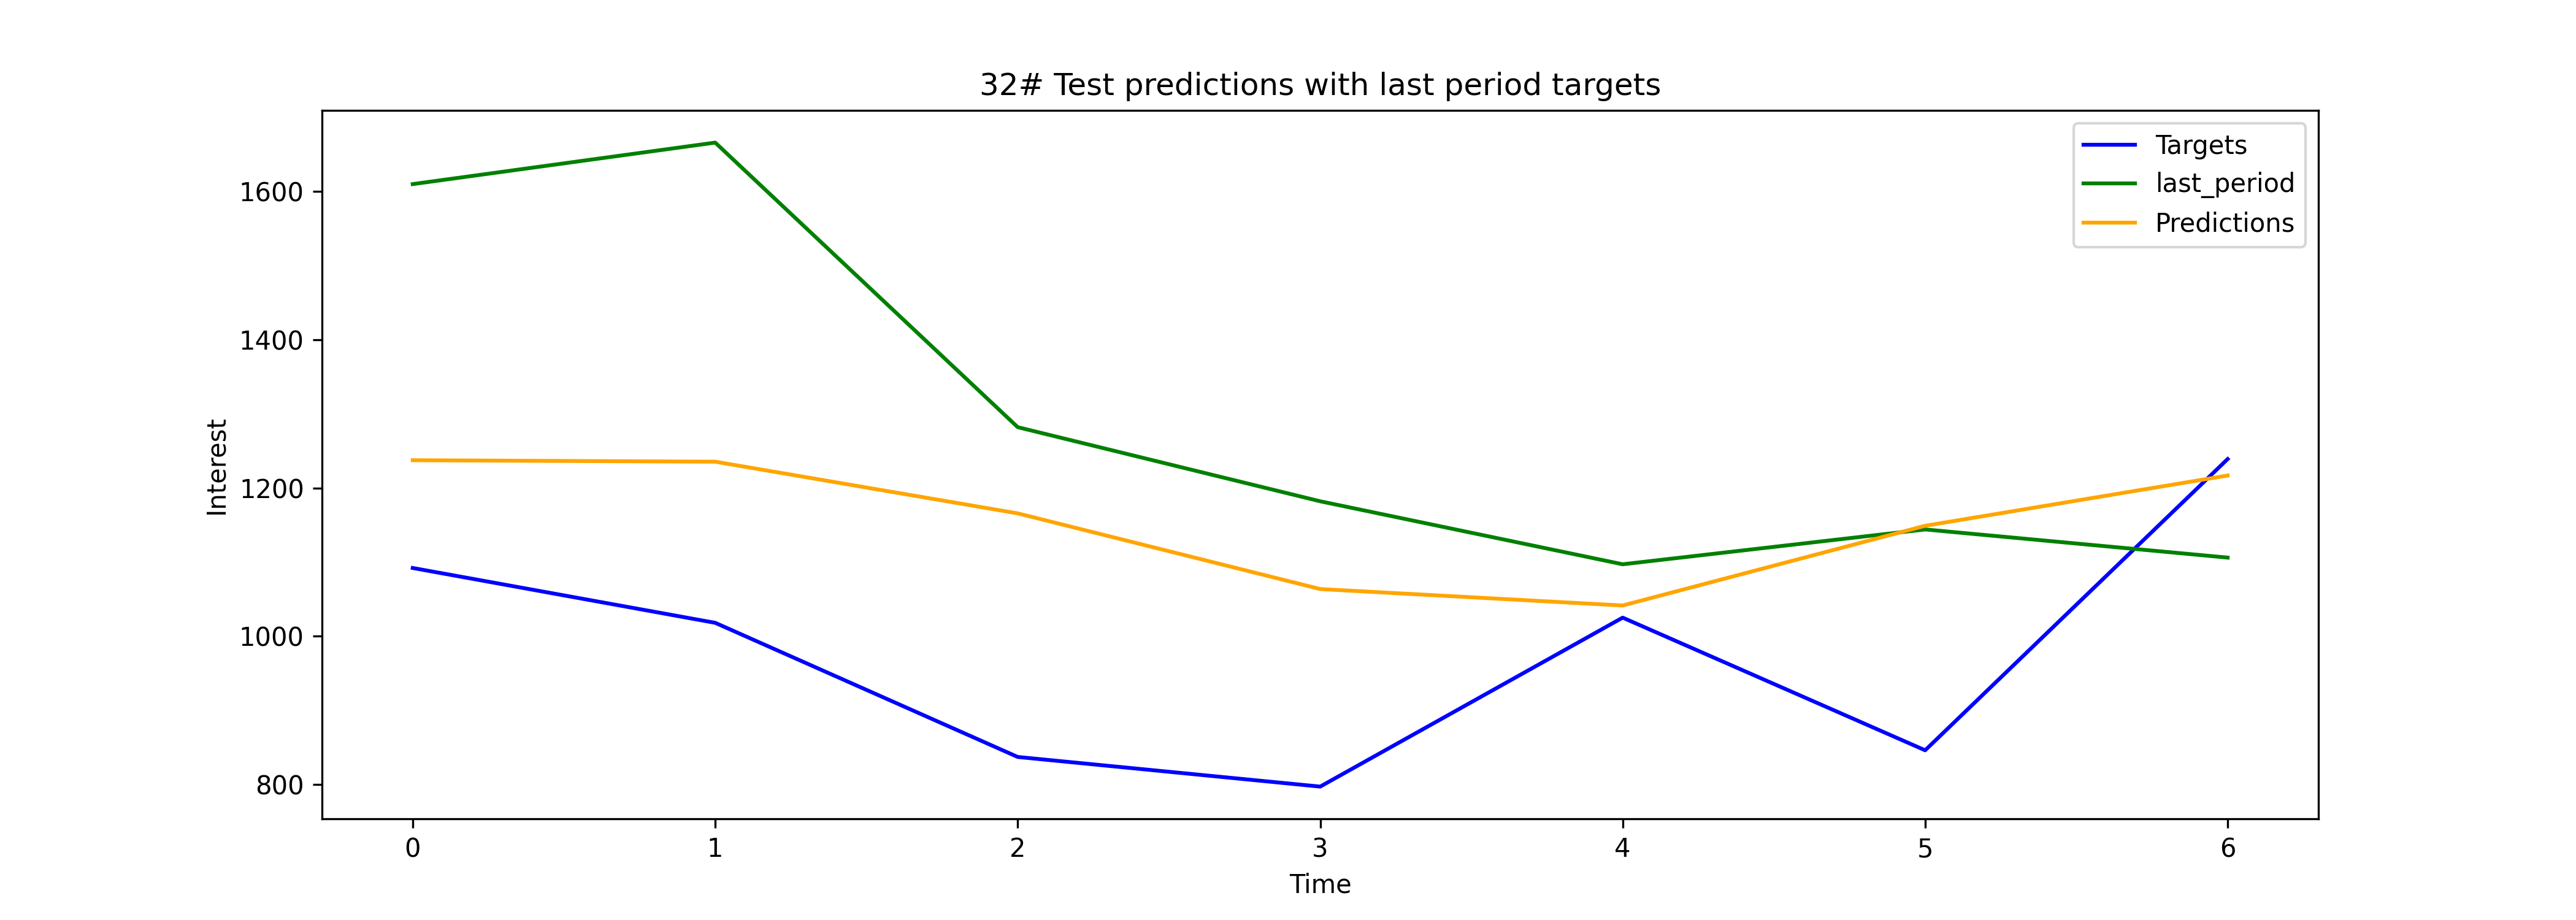 32# Test predictions with last period targets
Targets
last_period
Predictions
Interest
1600
1400
1200
1000
800
0 1 2 3 4 5 6
Time